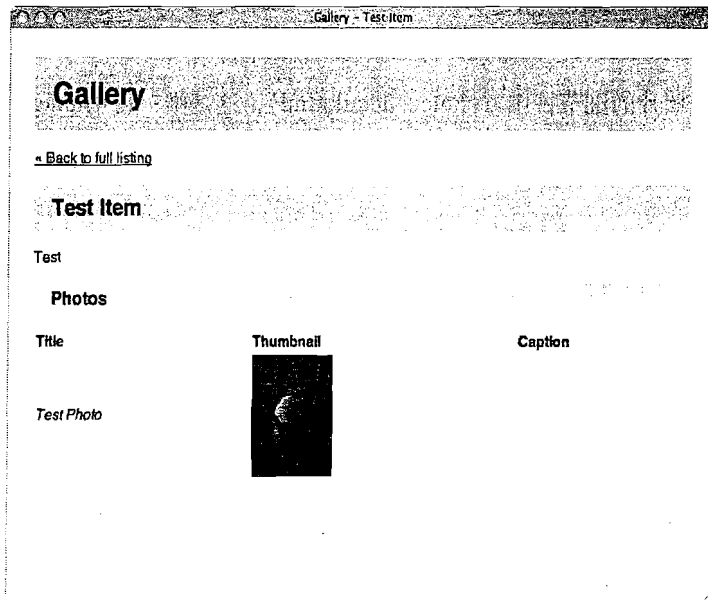 Gallery – Test Item
Gallery
« Back to full listing
Test Item
Test
Photos
Title Thumbnail Caption
Test Photo